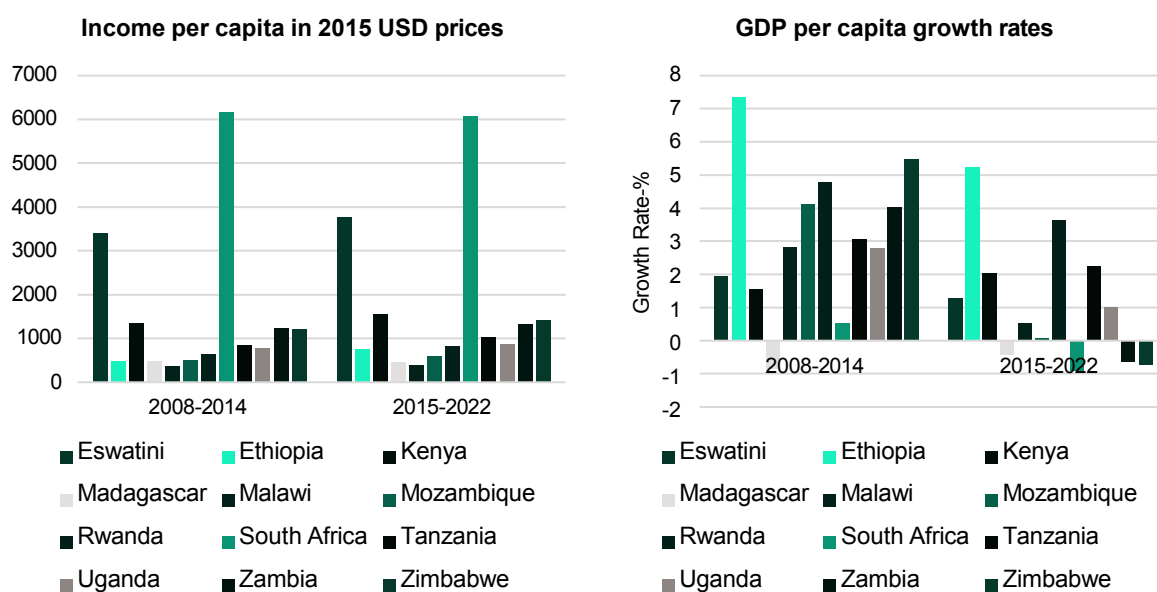 Income per capita in 2015 USD prices
7000
6000
5000
4000
3000
2000
1000
0
2008-2014
2015-2022
Eswatini
Ethiopia
Kenya
Madagascar
Malawi
Mozambique
Rwanda
South Africa
Tanzania
Uganda
Zambia
Zimbabwe
GDP per capita growth rates
Growth Rate-%
8
7
6
5
4
3
2
1
0
-1
-2
2008-2014
2015-2022
Eswatini
Ethiopia
Kenya
Madagascar
Malawi
Mozambique
Rwanda
South Africa
Tanzania
Uganda
Zambia
Zimbabwe